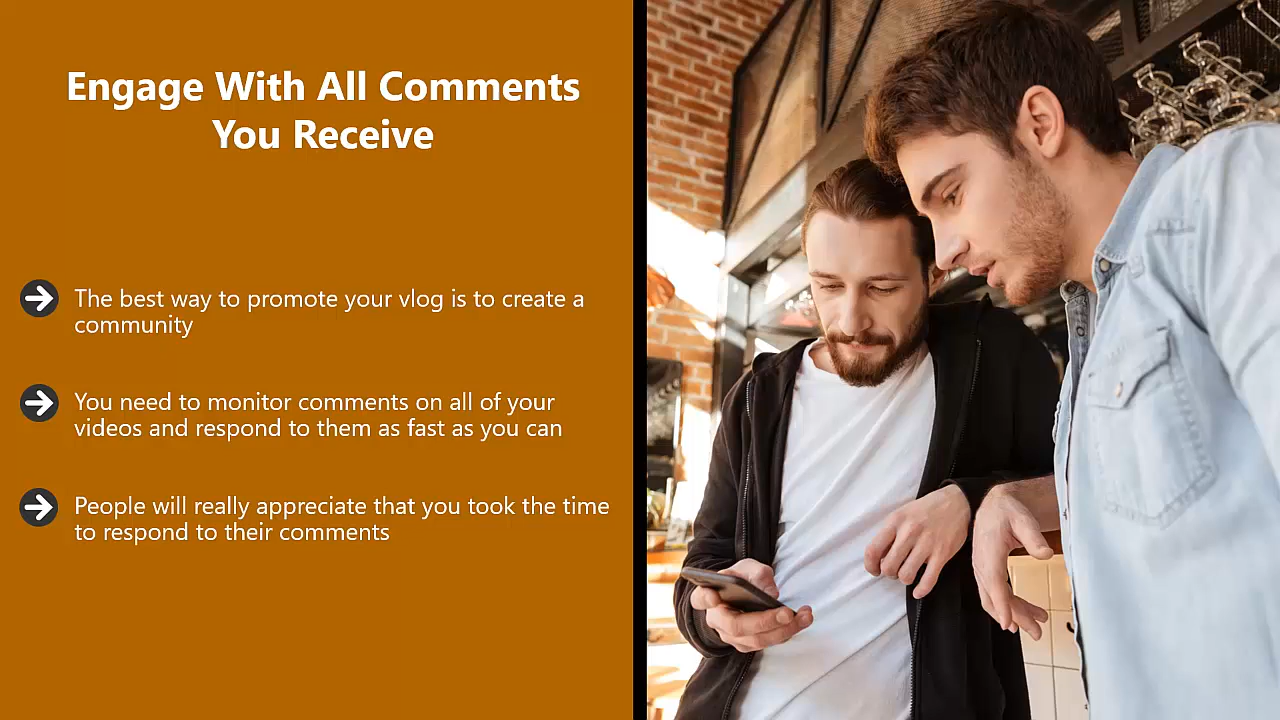 Engage With All Comments
You Receive
The best way to promote your vlog is to create a
community
You need to monitor comments on all of your
videos and respond to them as fast as you can
People will really appreciate that you took the time
to respond to their comments